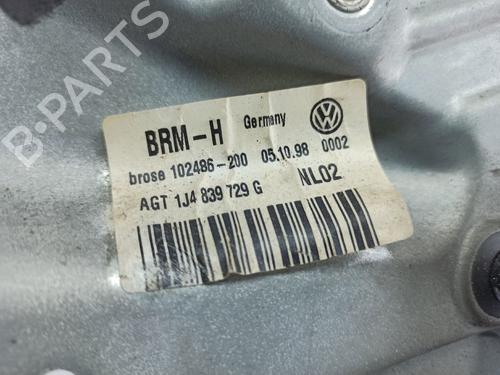 BRM-H Germany
brose 102486-200 05.10.98 0002
AGT 1J4 839 729 G NL02
B-PARTS